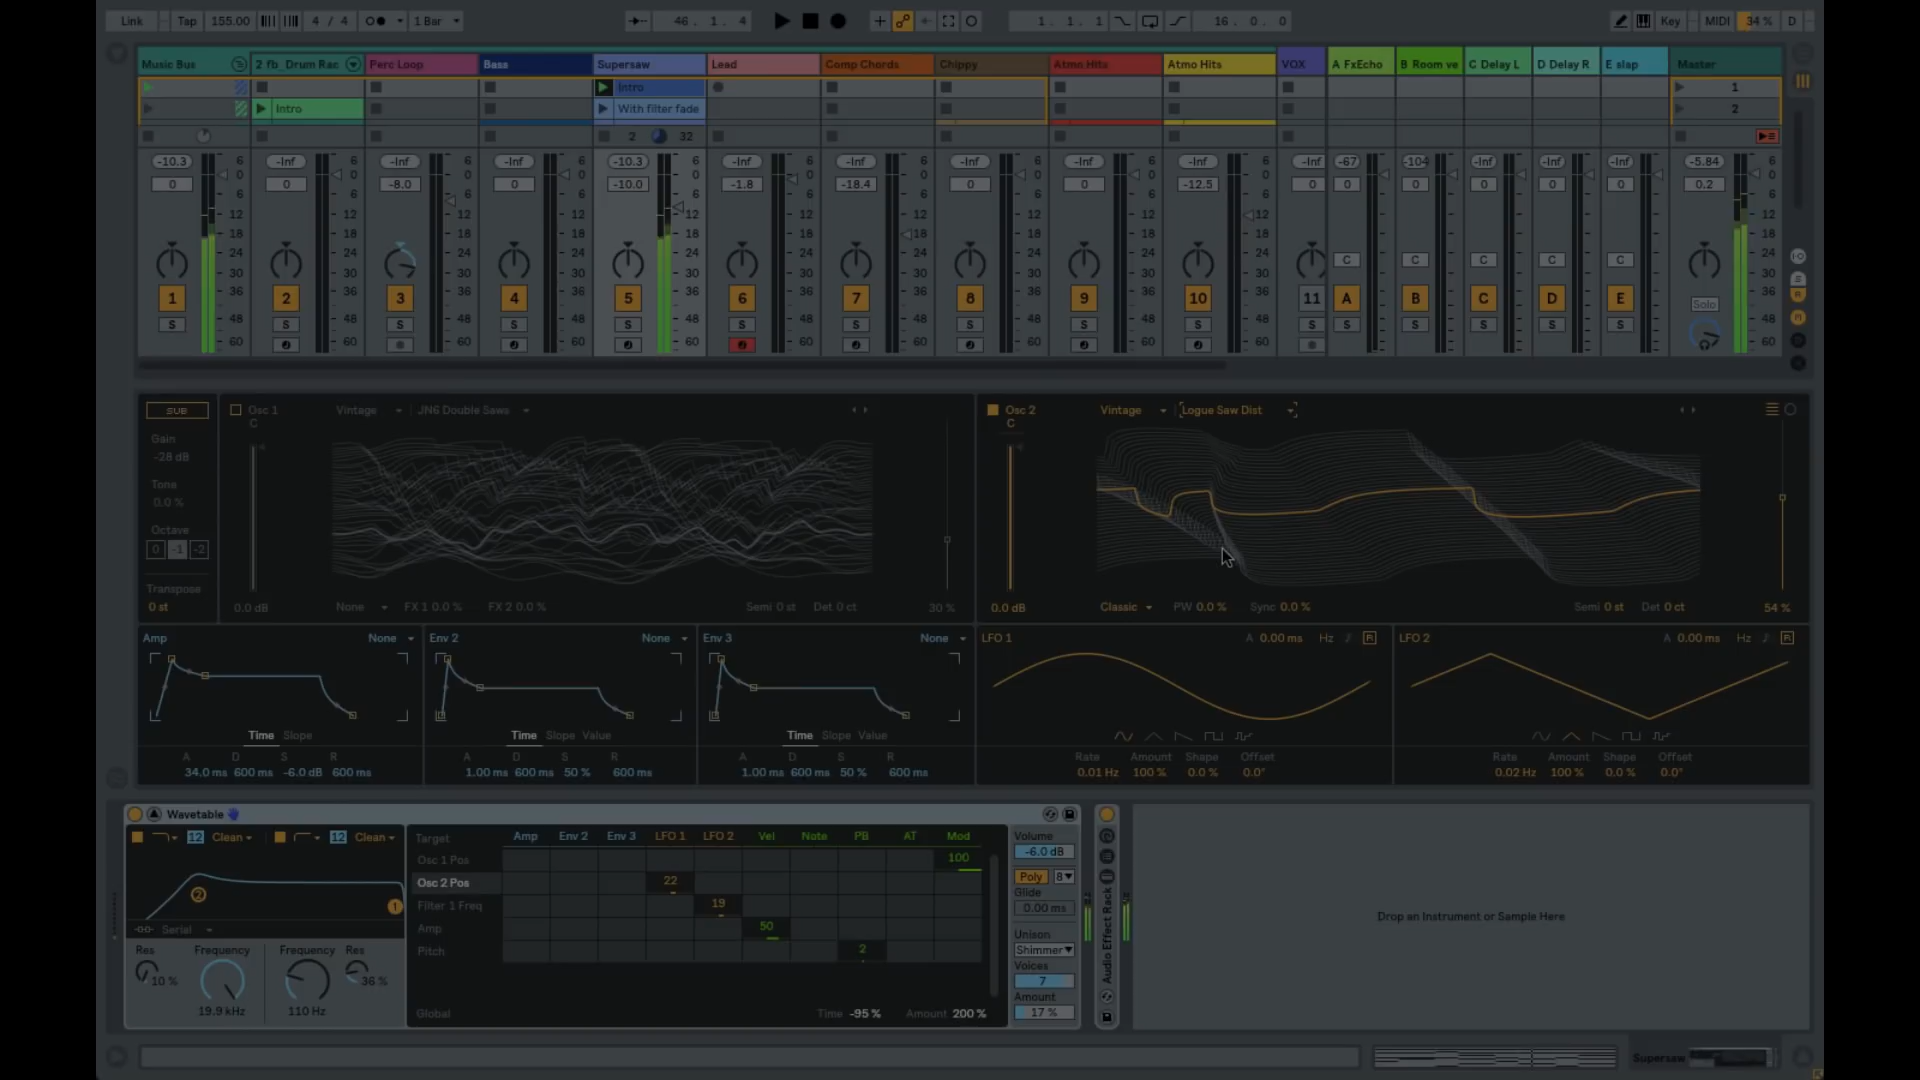 Link Tap 155.00 4 / 4 1 Bar 46. 1. 4 1. 1. 1 16. 0. 0 Key MIDI 34 % D
Music Bus 2 fb_Drum Rac Perc Loop Bass Supersaw Lead Comp Chords Chippy Atmo Hits Atmo Hits VOX A FxEcho B Room ve C Delay L D Delay R E slap Master
Intro 1
Intro With filter fade 2
2 32
-10.3 -Inf -Inf -Inf -10.3 -Inf -Inf -Inf -Inf -Inf -Inf -67 -104 -Inf -Inf -Inf -5.84
0 0 -8.0 0 -10.0 -1.8 -18.4 0 0 -12.5 0 0 0 0 0 0 0.2
6 0 6 12 18 24 30 36 48 60
C C C C C
1 2 3 4 5 6 7 8 9 10 11 A B C D E Solo
S S S S S S S S S S S S S S S S
SUB Osc 1 Vintage JN6 Double Saws Osc 2 Vintage Logue Saw Dist
C C
Gain
-28 dB
Tone
0.0 %
Octave
0 -1 -2
Transpose
0 st 0.0 dB None FX 1 0.0 % FX 2 0.0 % Semi 0 st Det 0 ct 30 % 0.0 dB Classic PW 0.0 % Sync 0.0 % Semi 0 st Det 0 ct 54 %
Amp None Env 2 None Env 3 None LFO 1 A 0.00 ms Hz R LFO 2 A 0.00 ms Hz R
Time Slope Time Slope Value Time Slope Value
A D S R A D S R A D S R Rate Amount Shape Offset Rate Amount Shape Offset
34.0 ms 600 ms -6.0 dB 600 ms 1.00 ms 600 ms 50 % 600 ms 1.00 ms 600 ms 50 % 600 ms 0.01 Hz 100 % 0.0 % 0.0° 0.02 Hz 100 % 0.0 % 0.0°
Wavetable
12 Clean 12 Clean Target Amp Env 2 Env 3 LFO 1 LFO 2 Vel Note PB AT Mod Volume
-6.0 dB
Osc 1 Pos 100
Poly 8
Osc 2 Pos 22
Glide
2 1 Filter 1 Freq 19 0.00 ms
Serial Amp 50 Unison
Res Frequency Frequency Res Pitch 2 Shimmer
Voices
10 % 36 % 7
Amount
19.9 kHz 110 Hz Global Time -95 % Amount 200 % 17 %
Audio Effect Rack
Drop an Instrument or Sample Here
Supersaw